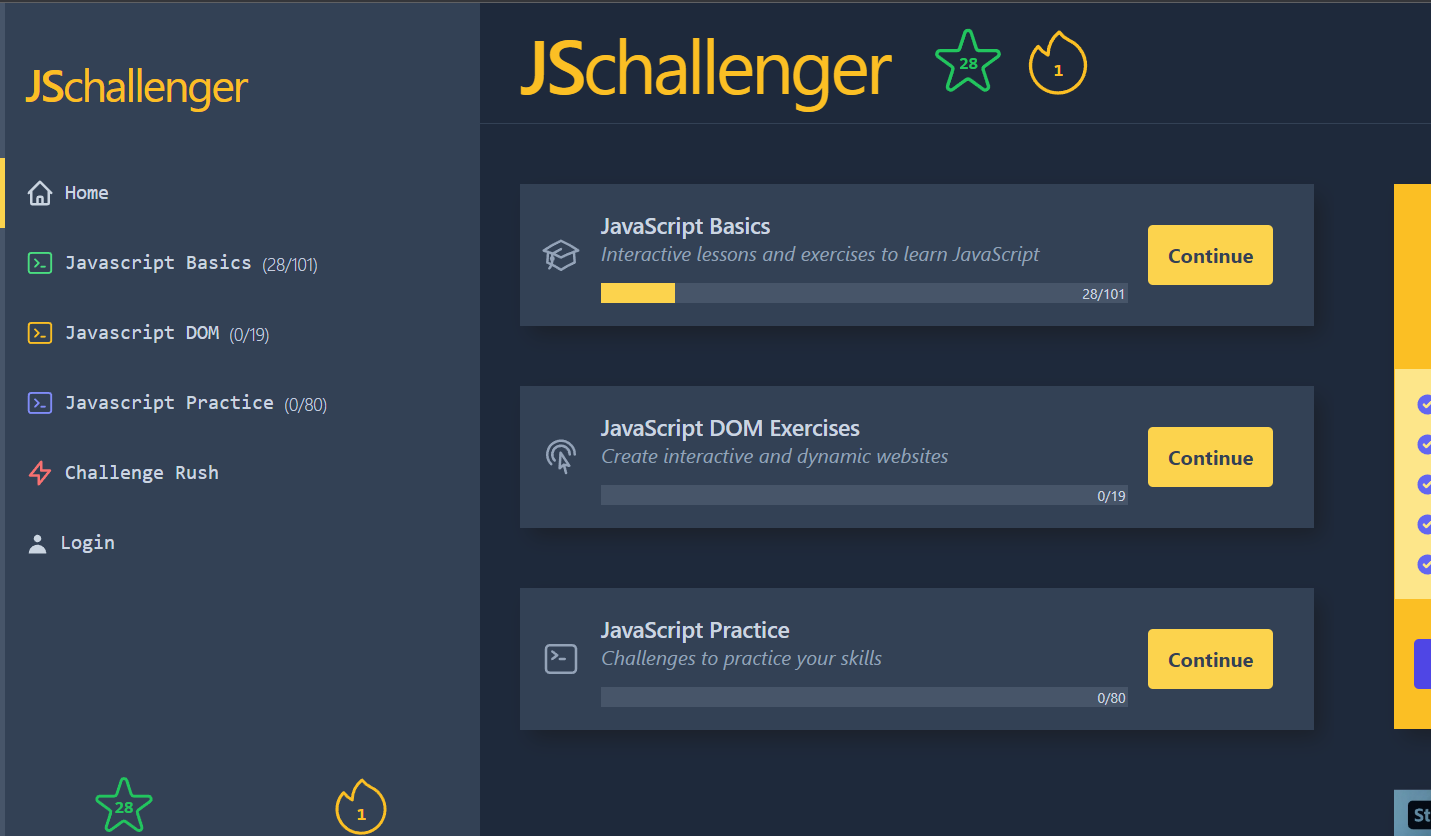 JSchallenger
Home
Javascript Basics (28/101)
Javascript DOM (0/19)
Javascript Practice (0/80)
Challenge Rush
Login
28
1
JSchallenger
28
1
JavaScript Basics
Interactive lessons and exercises to learn JavaScript
28/101
Continue
JavaScript DOM Exercises
Create interactive and dynamic websites
0/19
Continue
JavaScript Practice
Challenges to practice your skills
0/80
Continue
St